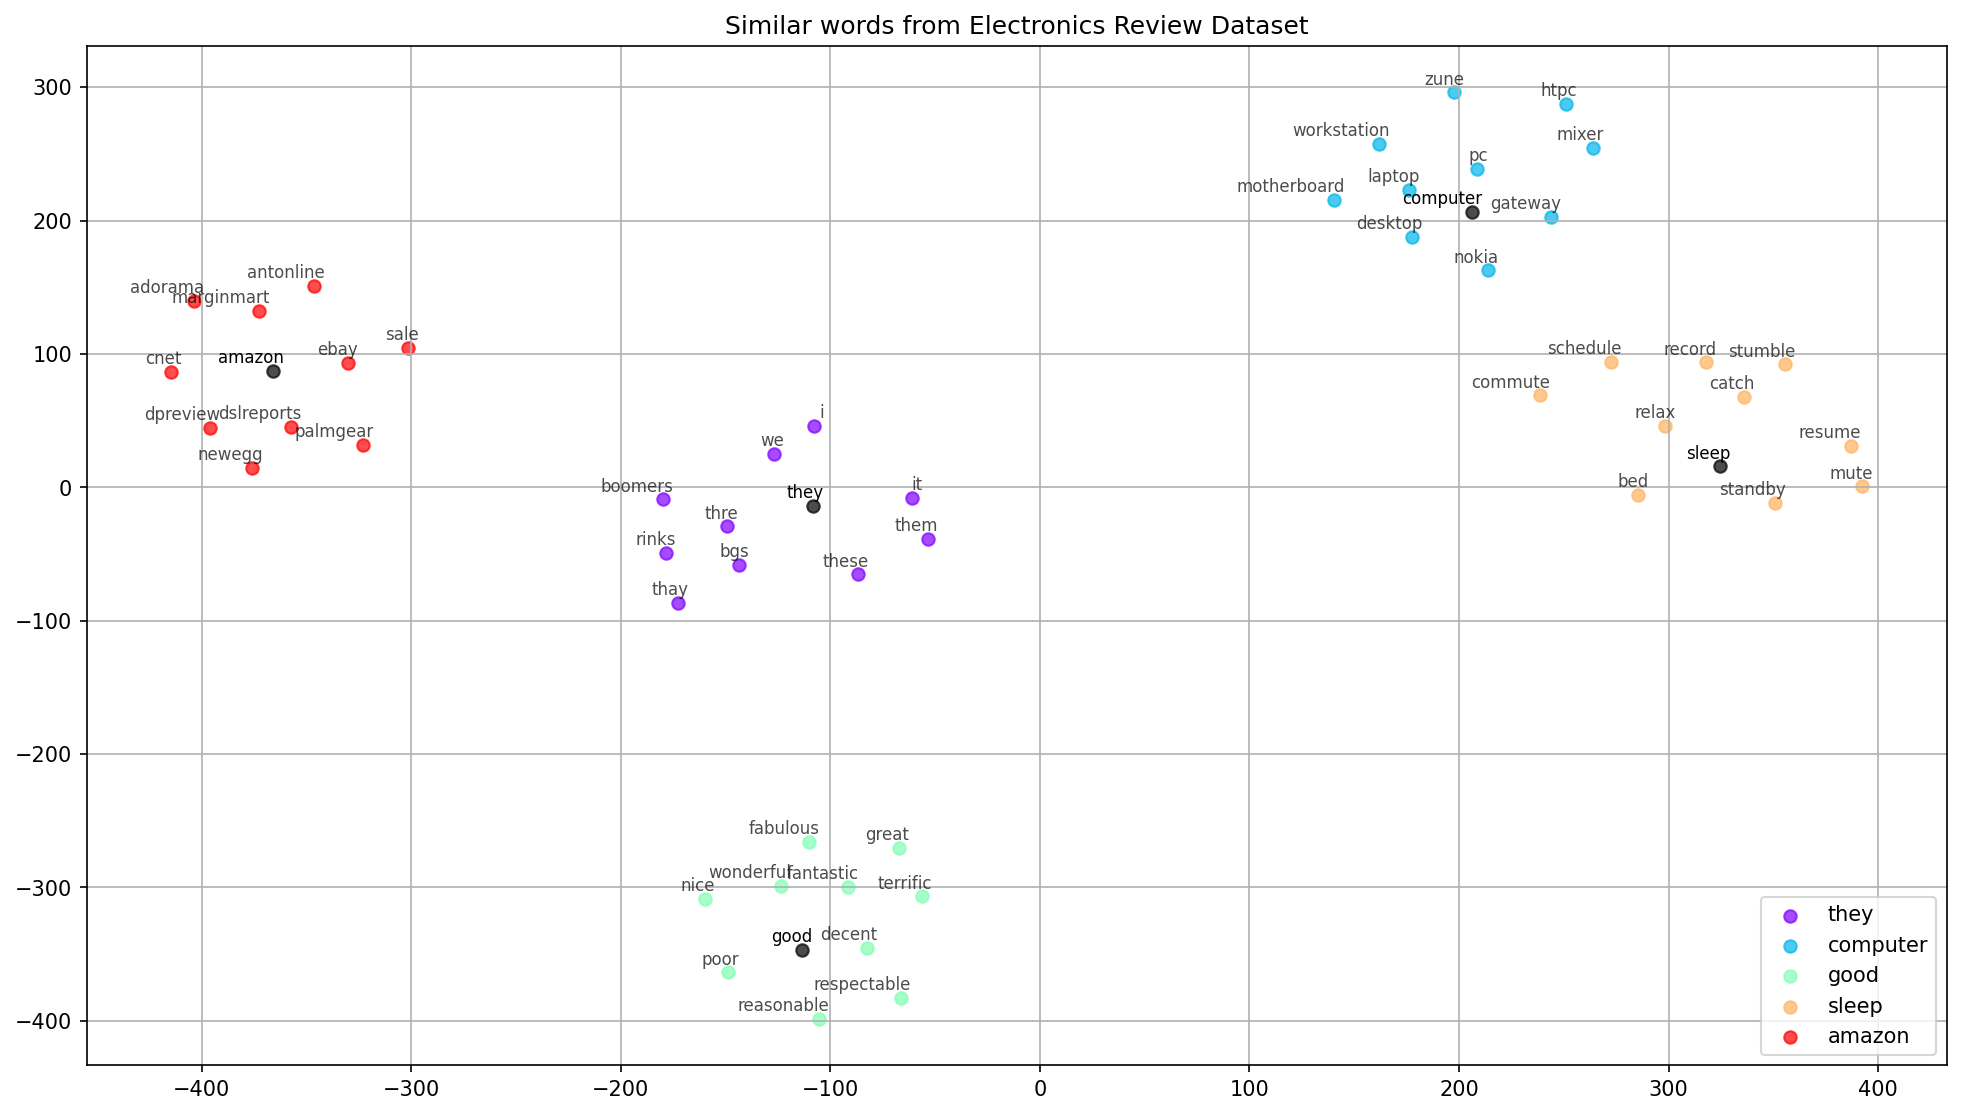 Similar words from Electronics Review Dataset
300
200
100
0
−100
−200
−300
−400
zune
htpc
workstation
mixer
pc
laptop
motherboard
computer
gateway
desktop
nokia
antonline
adorama
marginmart
sale
ebay
cnet
amazon
dpreview
dslreports
palmgear
newegg
schedule
record
stumble
commute
catch
relax
resume
sleep
mute
bed
standby
i
we
boomers
they
it
thre
them
rinks
bgs
these
thay
fabulous
great
wonderful
fantastic
nice
terrific
good
decent
poor
respectable
reasonable
they
computer
good
sleep
amazon
−400
−300
−200
−100
0
100
200
300
400